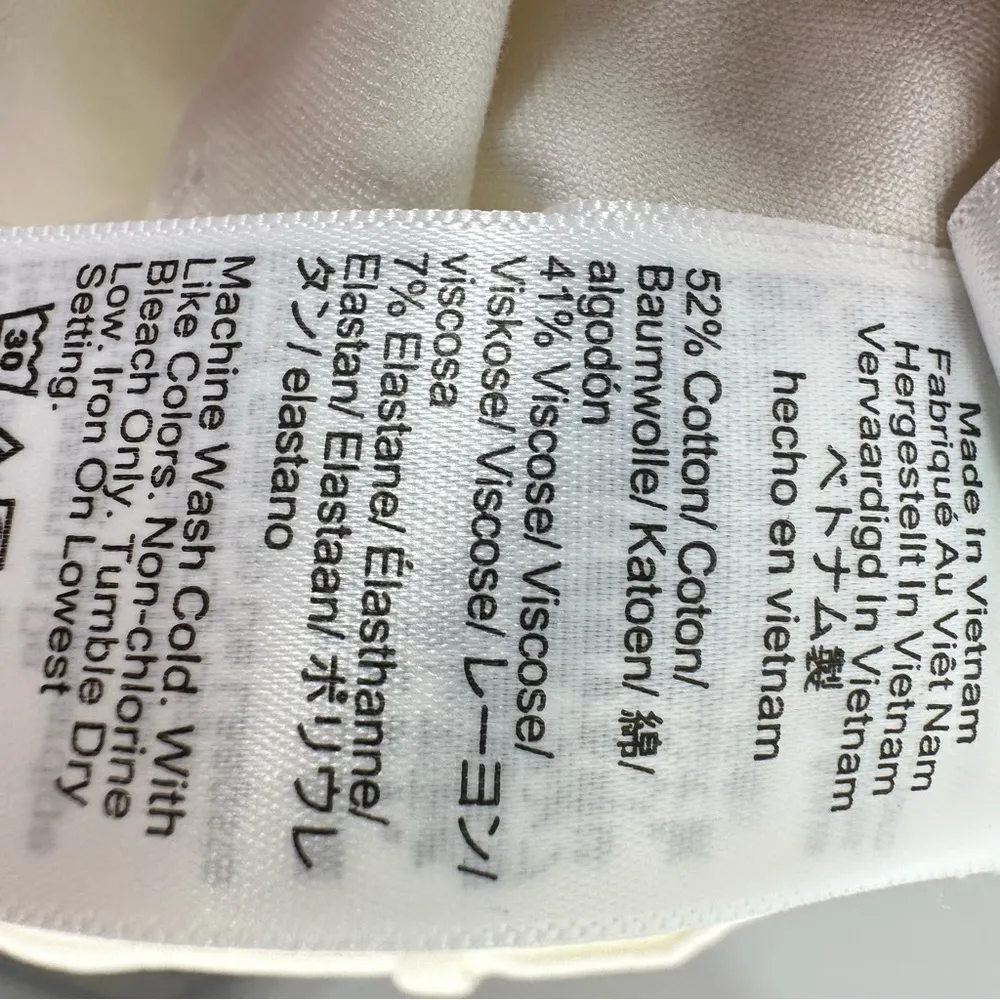 Made In Vietnam
Fabriqué Au Viêt Nam
Hergestellt In Vietnam
Vervaardigd In Vietnam
ベトナム製
hecho en vietnam
52% Cotton/ Coton/
Baumwolle/ Katoen/ 綿/
algodón
41% Viscose/ Viscose/
Viskose/ Viscose/ レーヨン/
viscosa
7% Elastane/ Élasthanne/
Elastan/ Elastaan/ ポリウレ
タン/ elastano
Machine Wash Cold. With
Like Colors. Non-chlorine
Bleach Only. Tumble Dry
Low. Iron On Lowest
Setting.
30